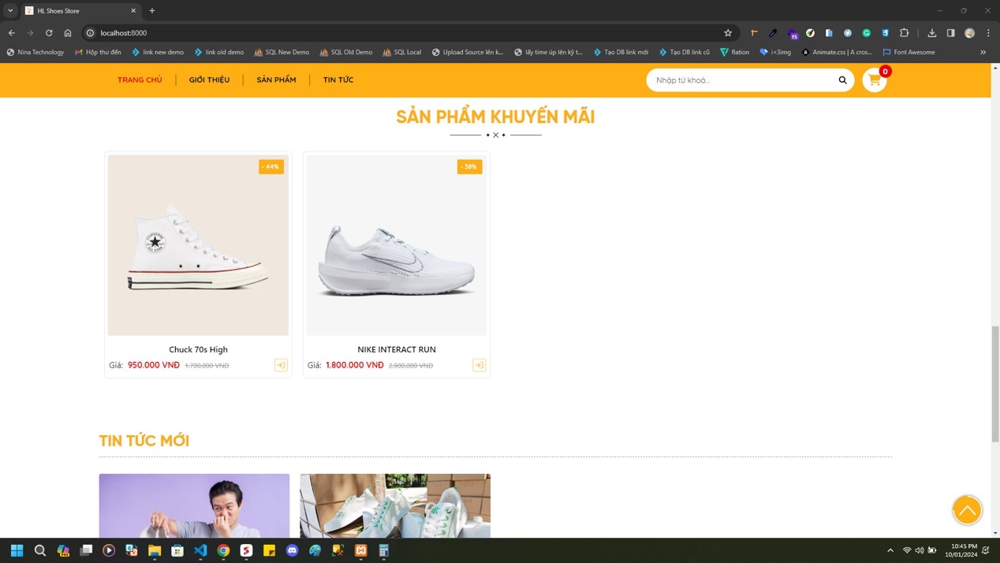 HL Shoes Store
localhost:8000
15
Nina Technology
Hộp thư đến
link new demo
link old demo
SQL New Demo
SQL Old Demo
SQL Local
Upload Source lên k...
lấy time úp lên kỹ t...
Tạo DB link mới
Tạo DB link cũ
flation
i<3img
Animate.css | A cros...
Font Awesome
TRANG CHỦ
GIỚI THIỆU
SẢN PHẨM
TIN TỨC
Nhập từ khoá...
0
SẢN PHẨM KHUYẾN MÃI
- 44%
- 38%
Chuck 70s High
Giá: 950.000 VNĐ 1.700.000 VNĐ
NIKE INTERACT RUN
Giá: 1.800.000 VNĐ 2.900.000 VNĐ
TIN TỨC MỚI
10:45 PM
10/01/2024